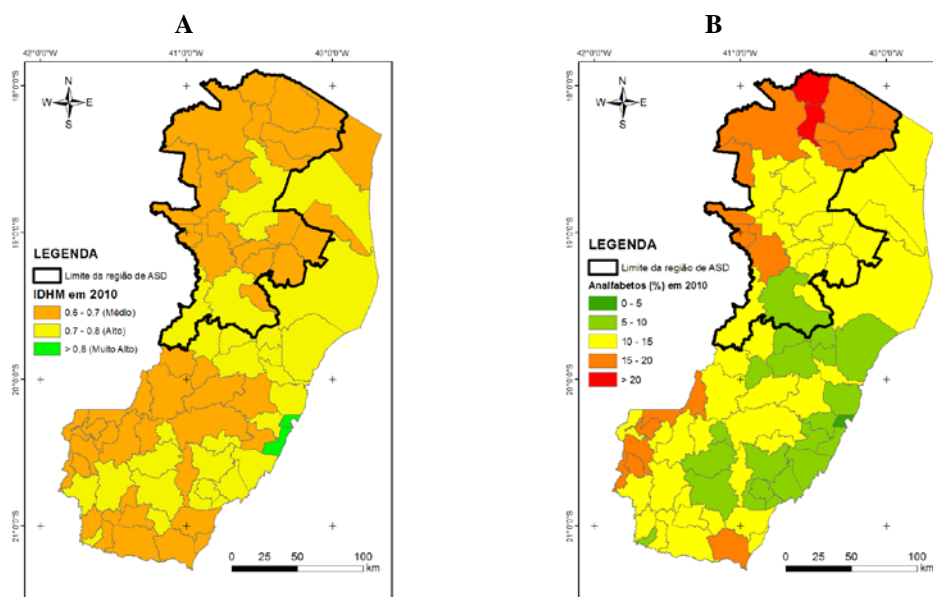 A
42°0'0"W 41°0'0"W 40°0'0"W
18°0'0"S
N
W E
S
19°0'0"S
LEGENDA
Limite da região de ASD
IDHM em 2010
0.6 - 0.7 (Médio)
0.7 - 0.8 (Alto)
> 0.8 (Muito Alto)
20°0'0"S
21°0'0"S
0 25 50 100
km
B
42°0'0"W 41°0'0"W 40°0'0"W
18°0'0"S
N
W E
S
19°0'0"S
LEGENDA
Limite da região de ASD
Analfabetos (%) em 2010
0 - 5
5 - 10
10 - 15
15 - 20
> 20
20°0'0"S
21°0'0"S
0 25 50 100
km